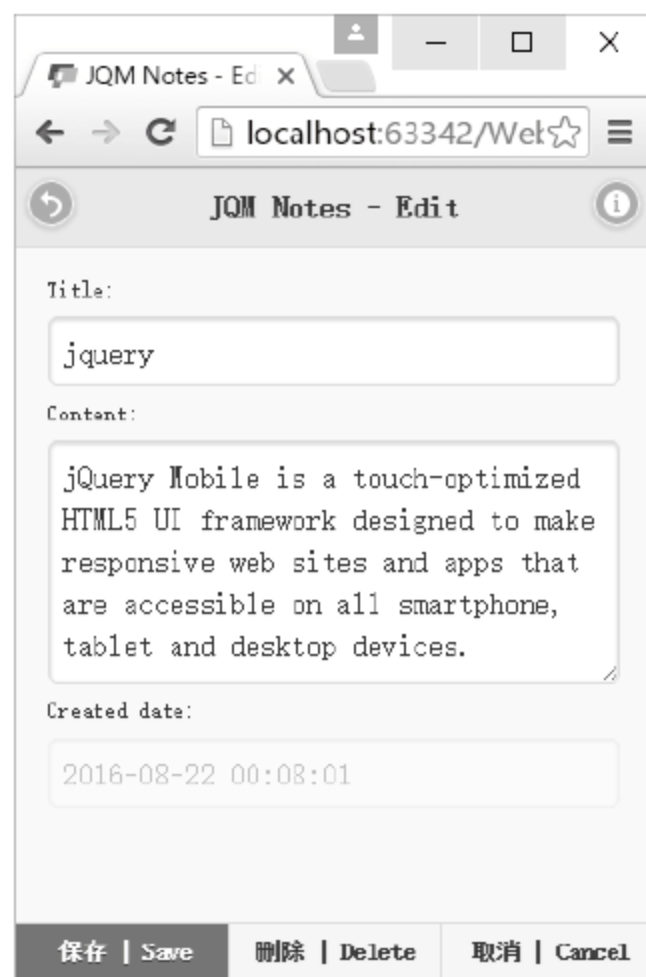 JQM Notes - Ed
localhost:63342/Wel
JQM Notes - Edit
Title:
jquery
Content:
jQuery Mobile is a touch-optimized
HTML5 UI framework designed to make
responsive web sites and apps that
are accessible on all smartphone,
tablet and desktop devices.
Created date:
2016-08-22 00:08:01
保存 | Save 删除 | Delete 取消 | Cancel